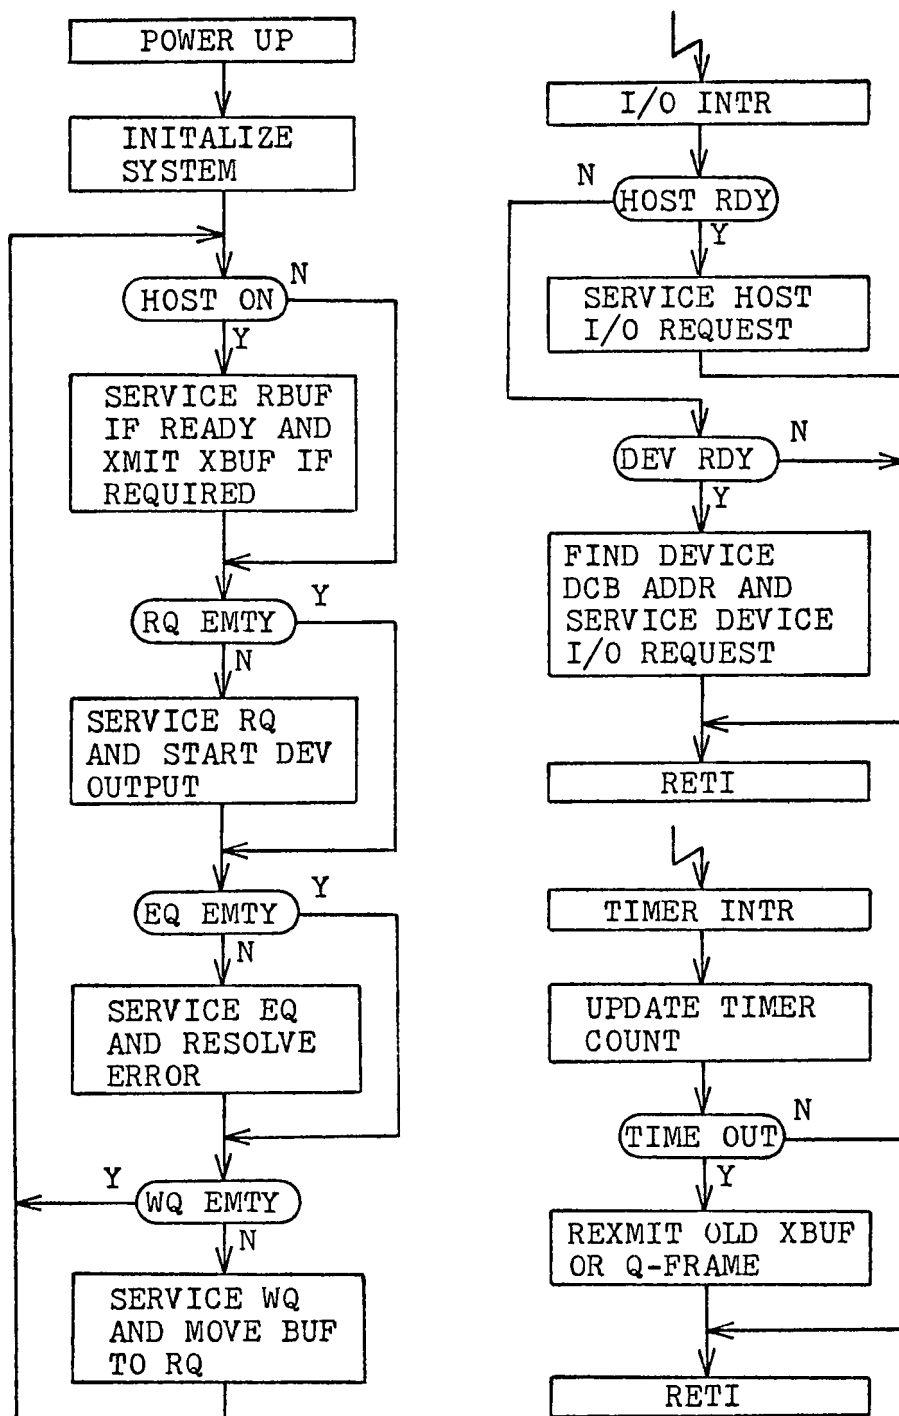 POWER UP
INITALIZE
SYSTEM
HOST ON
N
Y
SERVICE RBUF
IF READY AND
XMIT XBUF IF
REQUIRED
RQ EMTY
Y
N
SERVICE RQ
AND START DEV
OUTPUT
EQ EMTY
Y
N
SERVICE EQ
AND RESOLVE
ERROR
Y
WQ EMTY
N
SERVICE WQ
AND MOVE BUF
TO RQ
I/O INTR
N
HOST RDY
Y
SERVICE HOST
I/O REQUEST
N
DEV RDY
Y
FIND DEVICE
DCB ADDR AND
SERVICE DEVICE
I/O REQUEST
RETI
TIMER INTR
UPDATE TIMER
COUNT
N
TIME OUT
Y
REXMIT OLD XBUF
OR Q-FRAME
RETI